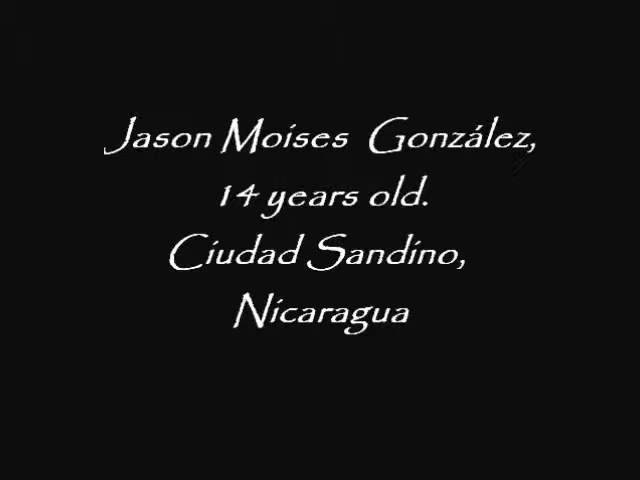 Jason Moises González,
14 years old.
Ciudad Sandino,
Nicaragua